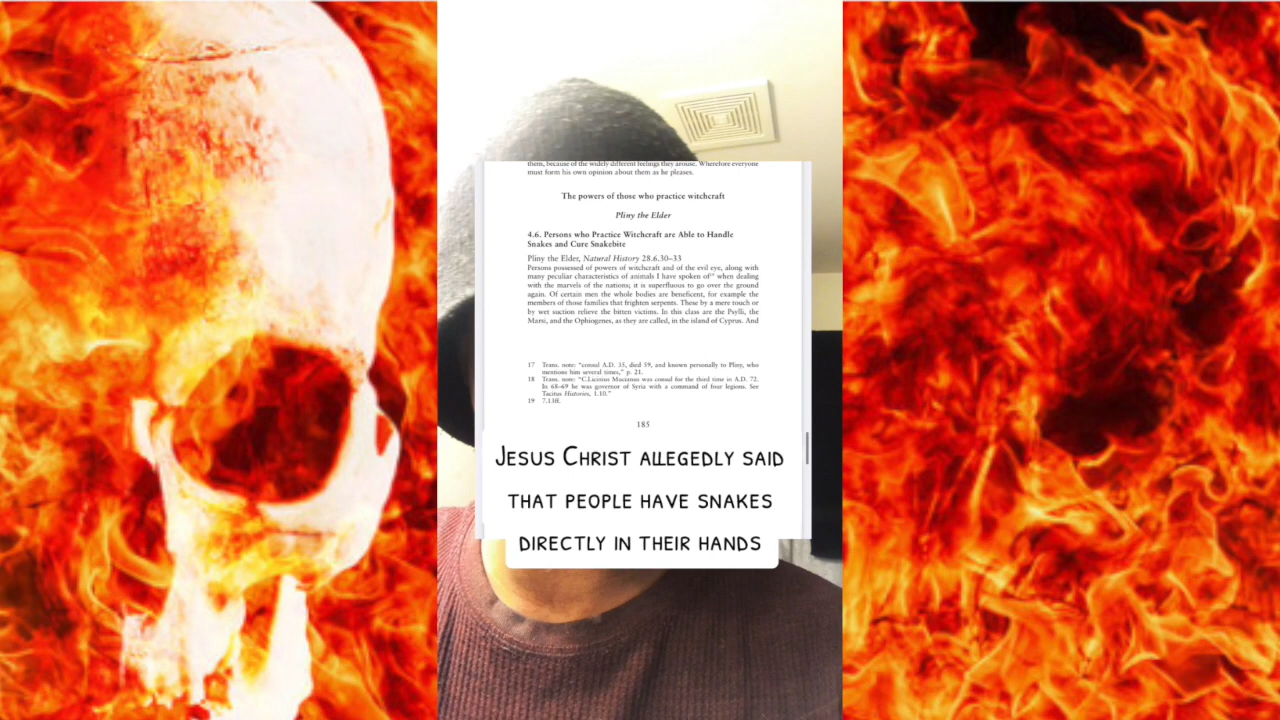 them, because of the widely different feelings they arouse. Wherefore everyone
must form his own opinion about them as he pleases.
The powers of those who practice witchcraft
Pliny the Elder
4.6. Persons who Practice Witchcraft are Able to Handle
Snakes and Cure Snakebite
Pliny the Elder, Natural History 28.6.30–33
Persons possessed of powers of witchcraft and of the evil eye, along with
many peculiar characteristics of animals I have spoken of¹⁹ when dealing
with the marvels of the nations; it is superfluous to go over the ground
again. Of certain men the whole bodies are beneficent, for example the
members of those families that frighten serpents. These by a mere touch or
by wet suction relieve the bitten victims. In this class are the Psylli, the
Marsi, and the Ophiogenes, as they are called, in the island of Cyprus. And
17 Trans. note: “consul A.D. 35, died 59, and known personally to Pliny, who
mentions him several times,” p. 21.
18 Trans. note: “C.Licinius Mucianus was consul for the third time in A.D. 72.
In 68–69 he was governor of Syria with a command of four legions. See
Tacitus Histories, 1.10.”
19 7.13ff.
185
JESUS CHRIST ALLEGEDLY SAID
THAT PEOPLE HAVE SNAKES
DIRECTLY IN THEIR HANDS